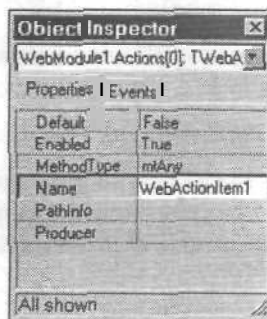 Object Inspector
WebModule1.Actions[0]: TWebA
Properties Events
Default False
Enabled True
MethodType mtAny
Name WebActionItem1
PathInfo
Producer
All shown